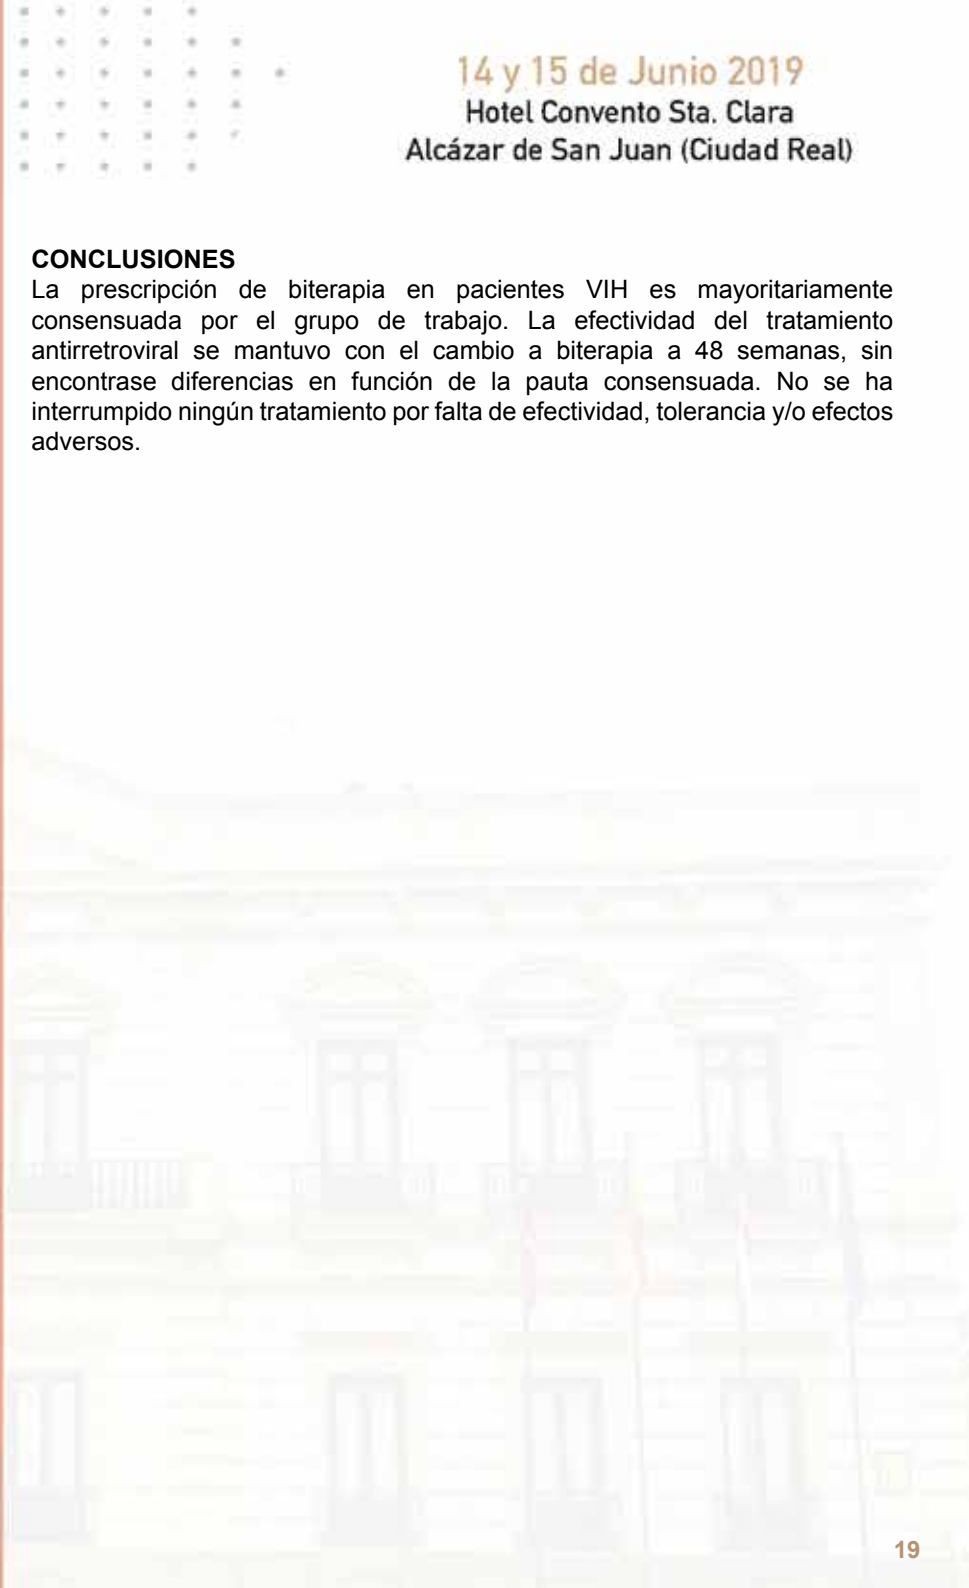 14 y 15 de Junio 2019
Hotel Convento Sta. Clara
Alcázar de San Juan (Ciudad Real)
CONCLUSIONES
La prescripción de biterapia en pacientes VIH es mayoritariamente
consensuada por el grupo de trabajo. La efectividad del tratamiento
antirretroviral se mantuvo con el cambio a biterapia a 48 semanas, sin
encontrase diferencias en función de la pauta consensuada. No se ha
interrumpido ningún tratamiento por falta de efectividad, tolerancia y/o efectos
adversos.
19